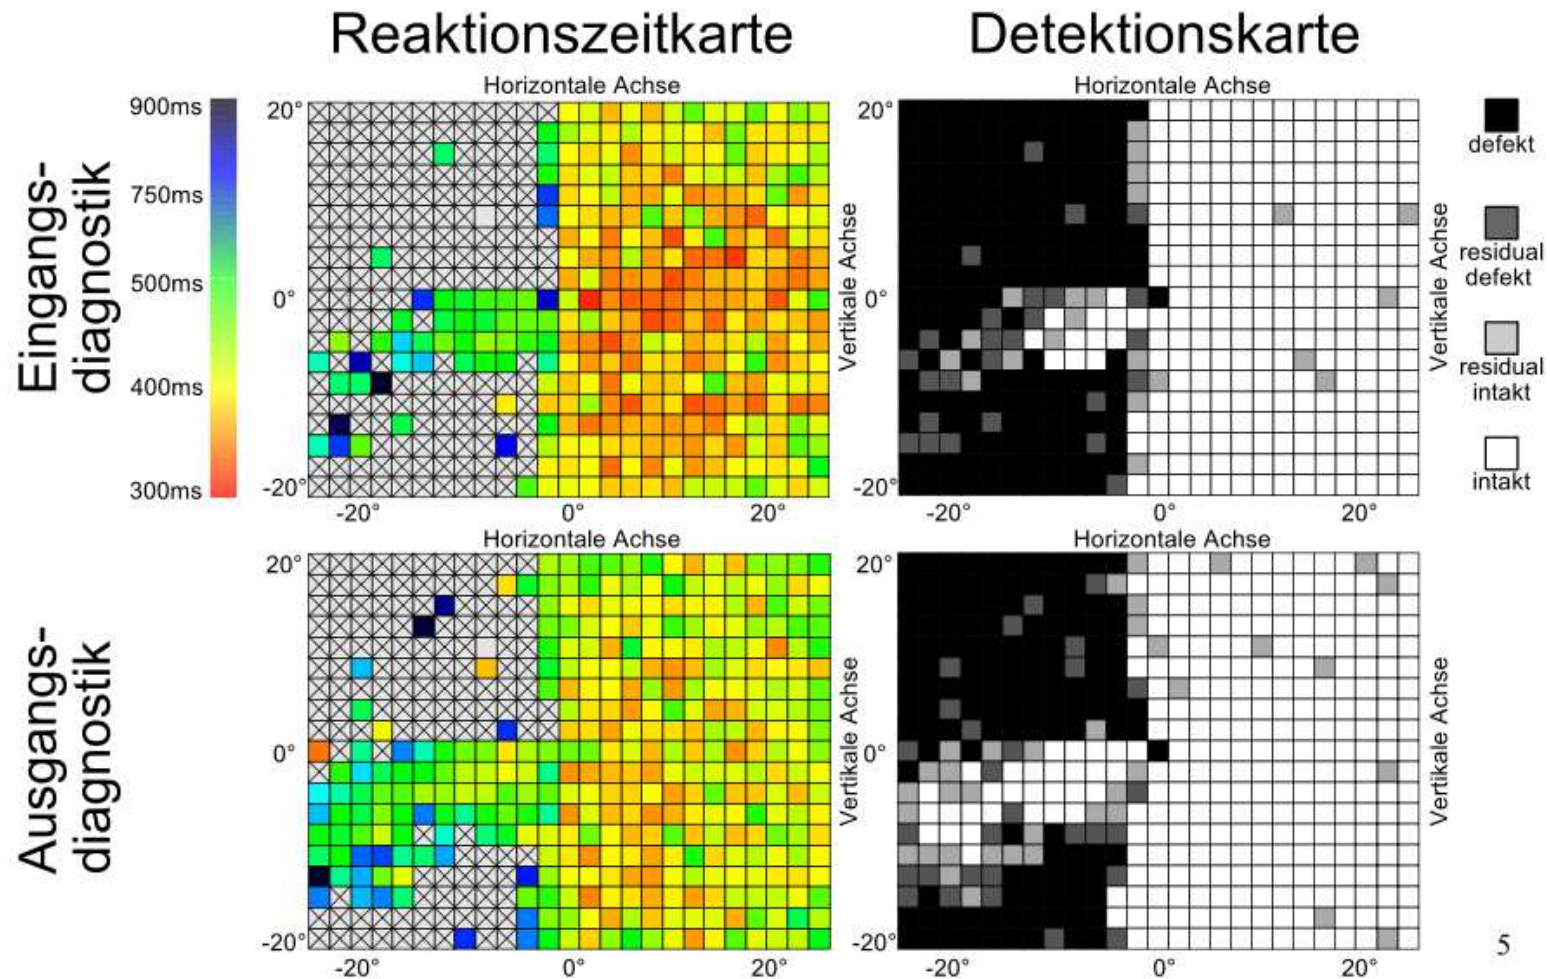 Reaktionszeitkarte
Detektionskarte
Eingangs-
diagnostik
900ms
750ms
500ms
400ms
300ms
Horizontale Achse
20°
0°
-20°
-20°
0°
20°
Vertikale Achse
Horizontale Achse
20°
0°
-20°
-20°
0°
20°
Vertikale Achse
defekt
residual
defekt
residual
intakt
intakt
Ausgangs-
diagnostik
Horizontale Achse
20°
0°
-20°
-20°
0°
20°
Vertikale Achse
Horizontale Achse
20°
0°
-20°
-20°
0°
20°
Vertikale Achse
5